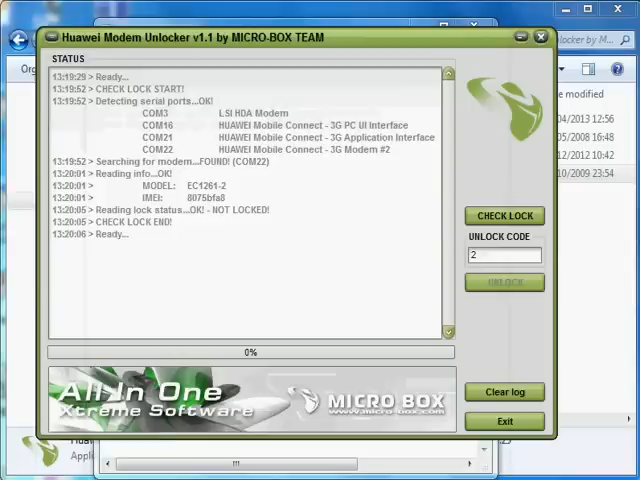 Huawei Modem Unlocker v1.1 by MICRO-BOX TEAM
ocker by M...
Org
e modified
STATUS
13:19:29 > Ready...
13:19:52 > CHECK LOCK START!
13:19:52 > Detecting serial ports...OK!
COM3 LSI HDA Modem
COM16 HUAWEI Mobile Connect - 3G PC UI Interface
COM21 HUAWEI Mobile Connect - 3G Application Interface
COM22 HUAWEI Mobile Connect - 3G Modem #2
13:19:52 > Searching for modem...FOUND! (COM22)
13:20:01 > Reading info...OK!
13:20:01 > MODEL: EC1261-2
13:20:01 > IMEI: 8075bfa8
13:20:05 > Reading lock status...OK! - NOT LOCKED!
13:20:05 > CHECK LOCK END!
13:20:06 > Ready...
04/2013 12:56
05/2008 16:48
12/2012 10:42
10/2009 23:54
CHECK LOCK
UNLOCK CODE
2
UNLOCK
0%
All In One
Xtreme Software
MICRO BOX
www.micro-box.com
Clear log
Exit
Appli